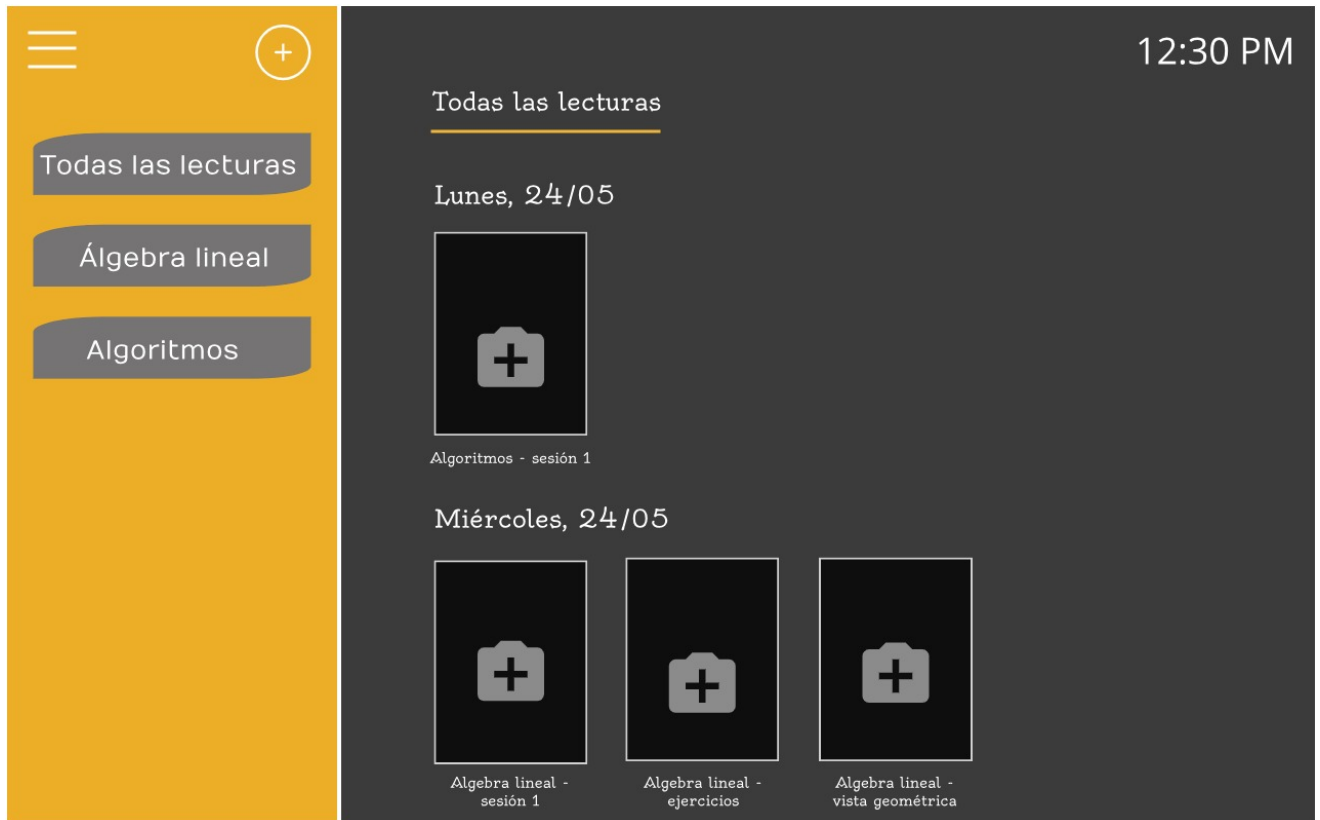 Todas las lecturas
Álgebra lineal
Algoritmos
12:30 PM
Todas las lecturas
Lunes, 24/05
Algoritmos - sesión 1
Miércoles, 24/05
Algebra lineal -
sesión 1
Algebra lineal -
ejercicios
Algebra lineal -
vista geométrica